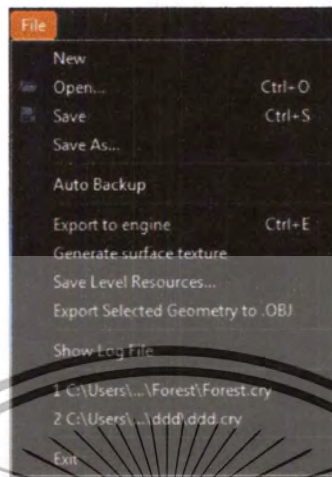 File
New
Open... Ctrl+O
Save Ctrl+S
Save As...
Auto Backup
Export to engine Ctrl+E
Generate surface texture
Save Level Resources...
Export Selected Geometry to .OBJ
Show Log File
1 C:\Users\...\Forest\Forest.cry
2 C:\Users\...\ddd\ddd.cry
Exit